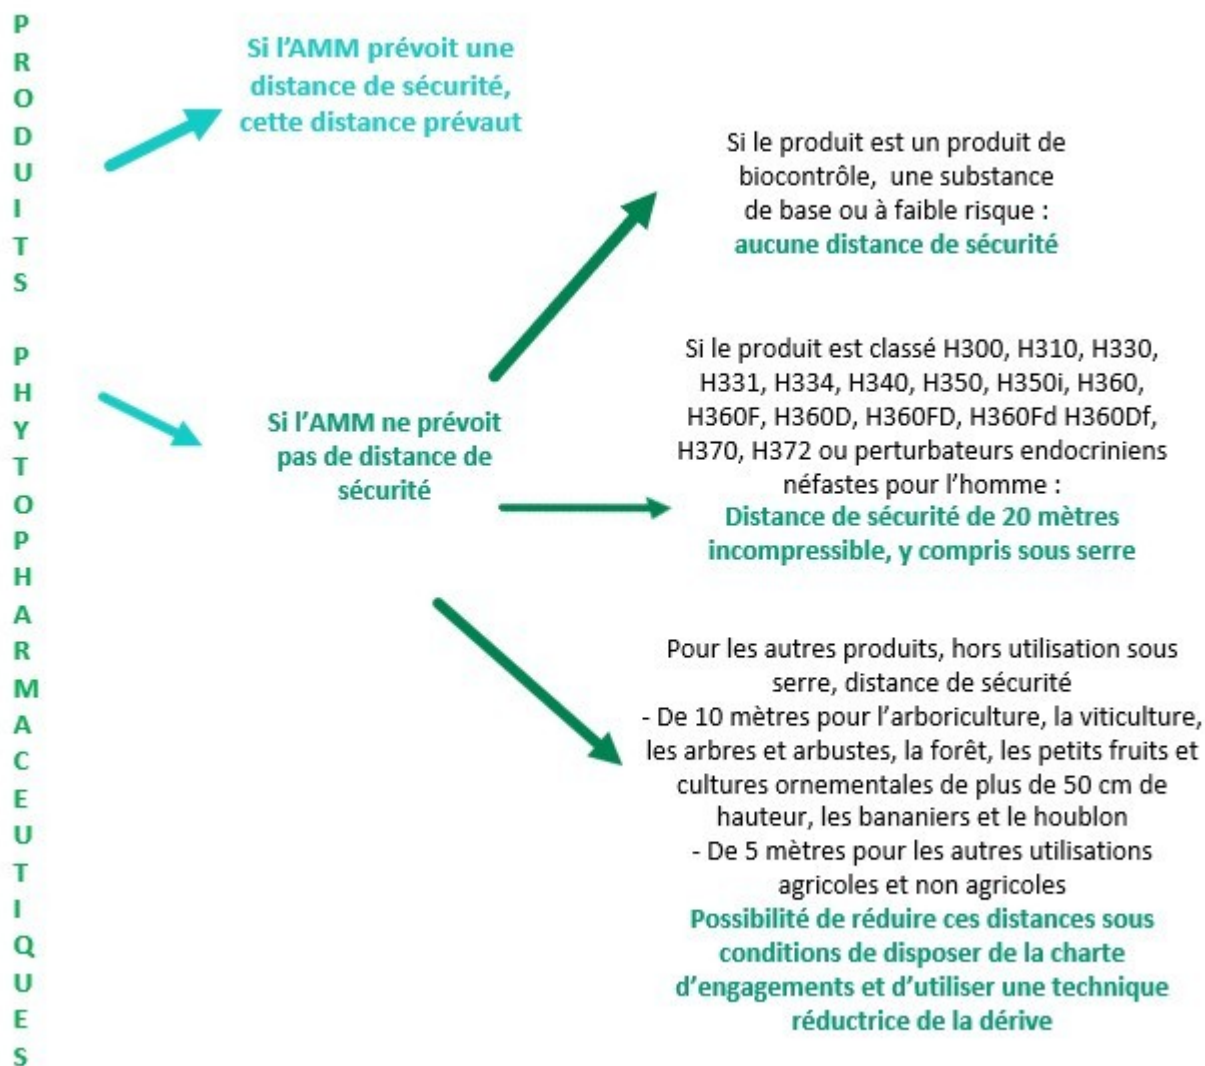 PRODUITS PHYTOPHARMACEUTIQUES
Si l'AMM prévoit une
distance de sécurité,
cette distance prévaut
Si l'AMM ne prévoit
pas de distance de
sécurité
Si le produit est un produit de
biocontrôle, une substance
de base ou à faible risque :
aucune distance de sécurité
Si le produit est classé H300, H310, H330,
H331, H334, H340, H350, H350i, H360,
H360F, H360D, H360FD, H360Fd H360Df,
H370, H372 ou perturbateurs endocriniens
néfastes pour l'homme :
Distance de sécurité de 20 mètres
incompressible, y compris sous serre
Pour les autres produits, hors utilisation sous
serre, distance de sécurité
- De 10 mètres pour l'arboriculture, la viticulture,
les arbres et arbustes, la forêt, les petits fruits et
cultures ornementales de plus de 50 cm de
hauteur, les bananiers et le houblon
- De 5 mètres pour les autres utilisations
agricoles et non agricoles
Possibilité de réduire ces distances sous
conditions de disposer de la charte
d'engagements et d'utiliser une technique
réductrice de la dérive